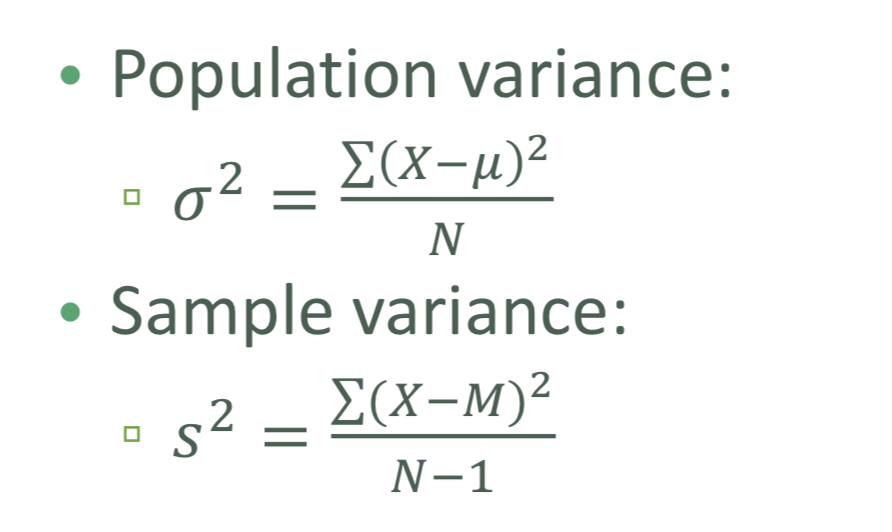 • Population variance:
▫ σ² = ∑(X−μ)² / N
• Sample variance:
▫ s² = ∑(X−M)² / N−1